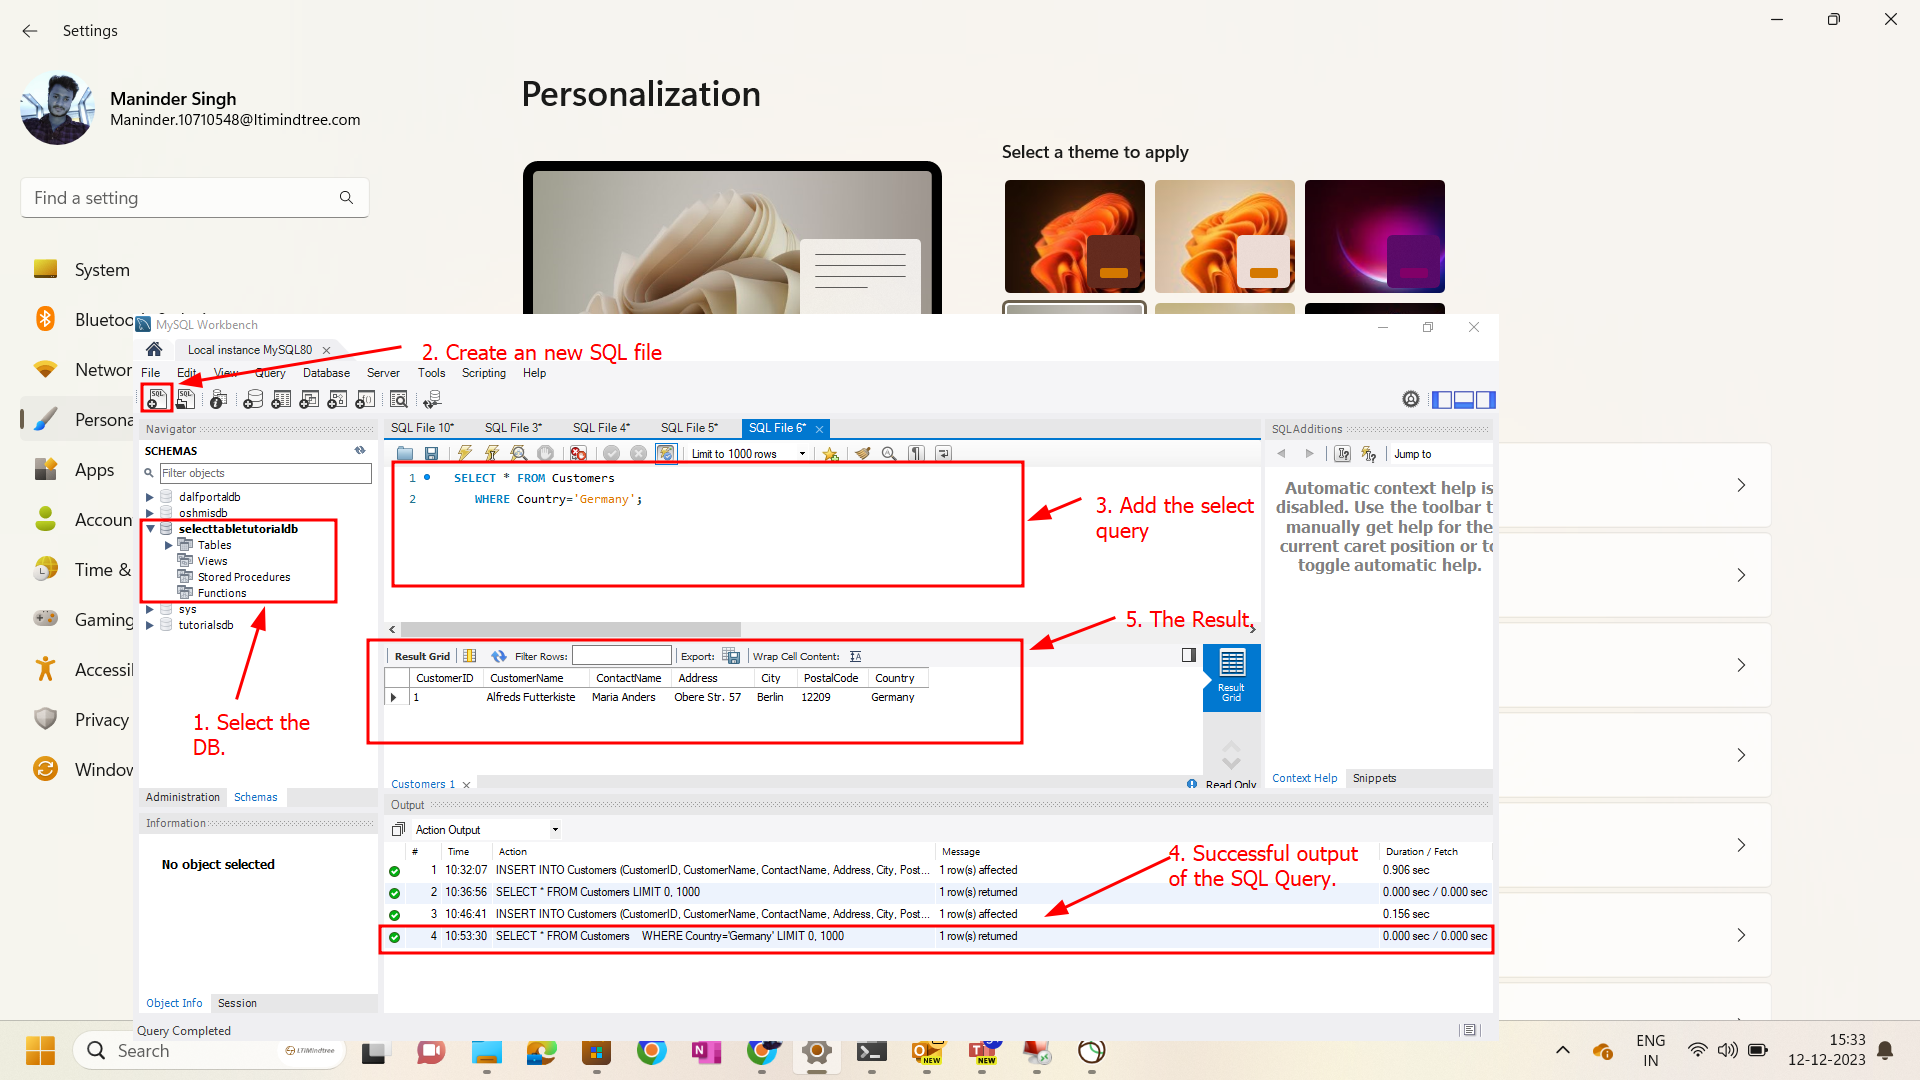 Settings
Maninder Singh
Maninder.10710548@ltimindtree.com
Find a setting
System
Bluetoo
Networ
Persona
Apps
Accoun
Time &
Gaming
Accessil
Privacy
Window
Personalization
Select a theme to apply
MySQL Workbench
Local instance MySQL80
2. Create an new SQL file
File Edit View Query Database Server Tools Scripting Help
Navigator
SCHEMAS
Filter objects
dalfportaldb
oshmisdb
selecttabletutorialdb
Tables
Views
Stored Procedures
Functions
sys
tutorialsdb
1. Select the
DB.
Administration Schemas
Information
No object selected
Object Info Session
Query Completed
SQL File 10* SQL File 3* SQL File 4* SQL File 5* SQL File 6*
Limit to 1000 rows
1 SELECT * FROM Customers
2 WHERE Country='Germany';
3. Add the select
query
5. The Result.
Result Grid Filter Rows: Export: Wrap Cell Content:
CustomerID CustomerName ContactName Address City PostalCode Country
1 Alfreds Futterkiste Maria Anders Obere Str. 57 Berlin 12209 Germany
Result
Grid
Customers 1
Read Only
SQLAdditions
Jump to
Automatic context help is
disabled. Use the toolbar t
manually get help for the
current caret position or to
toggle automatic help.
Context Help Snippets
Output
Action Output
# Time Action Message Duration / Fetch
1 10:32:07 INSERT INTO Customers (CustomerID, CustomerName, ContactName, Address, City, Post... 1 row(s) affected 0.906 sec
2 10:36:56 SELECT * FROM Customers LIMIT 0, 1000 1 row(s) returned 0.000 sec / 0.000 sec
3 10:46:41 INSERT INTO Customers (CustomerID, CustomerName, ContactName, Address, City, Post... 1 row(s) affected 0.156 sec
4 10:53:30 SELECT * FROM Customers WHERE Country='Germany' LIMIT 0, 1000 1 row(s) returned 0.000 sec / 0.000 sec
4. Successful output
of the SQL Query.
Search
LTIMindtree
NEW
NEW
ENG
IN
15:33
12-12-2023